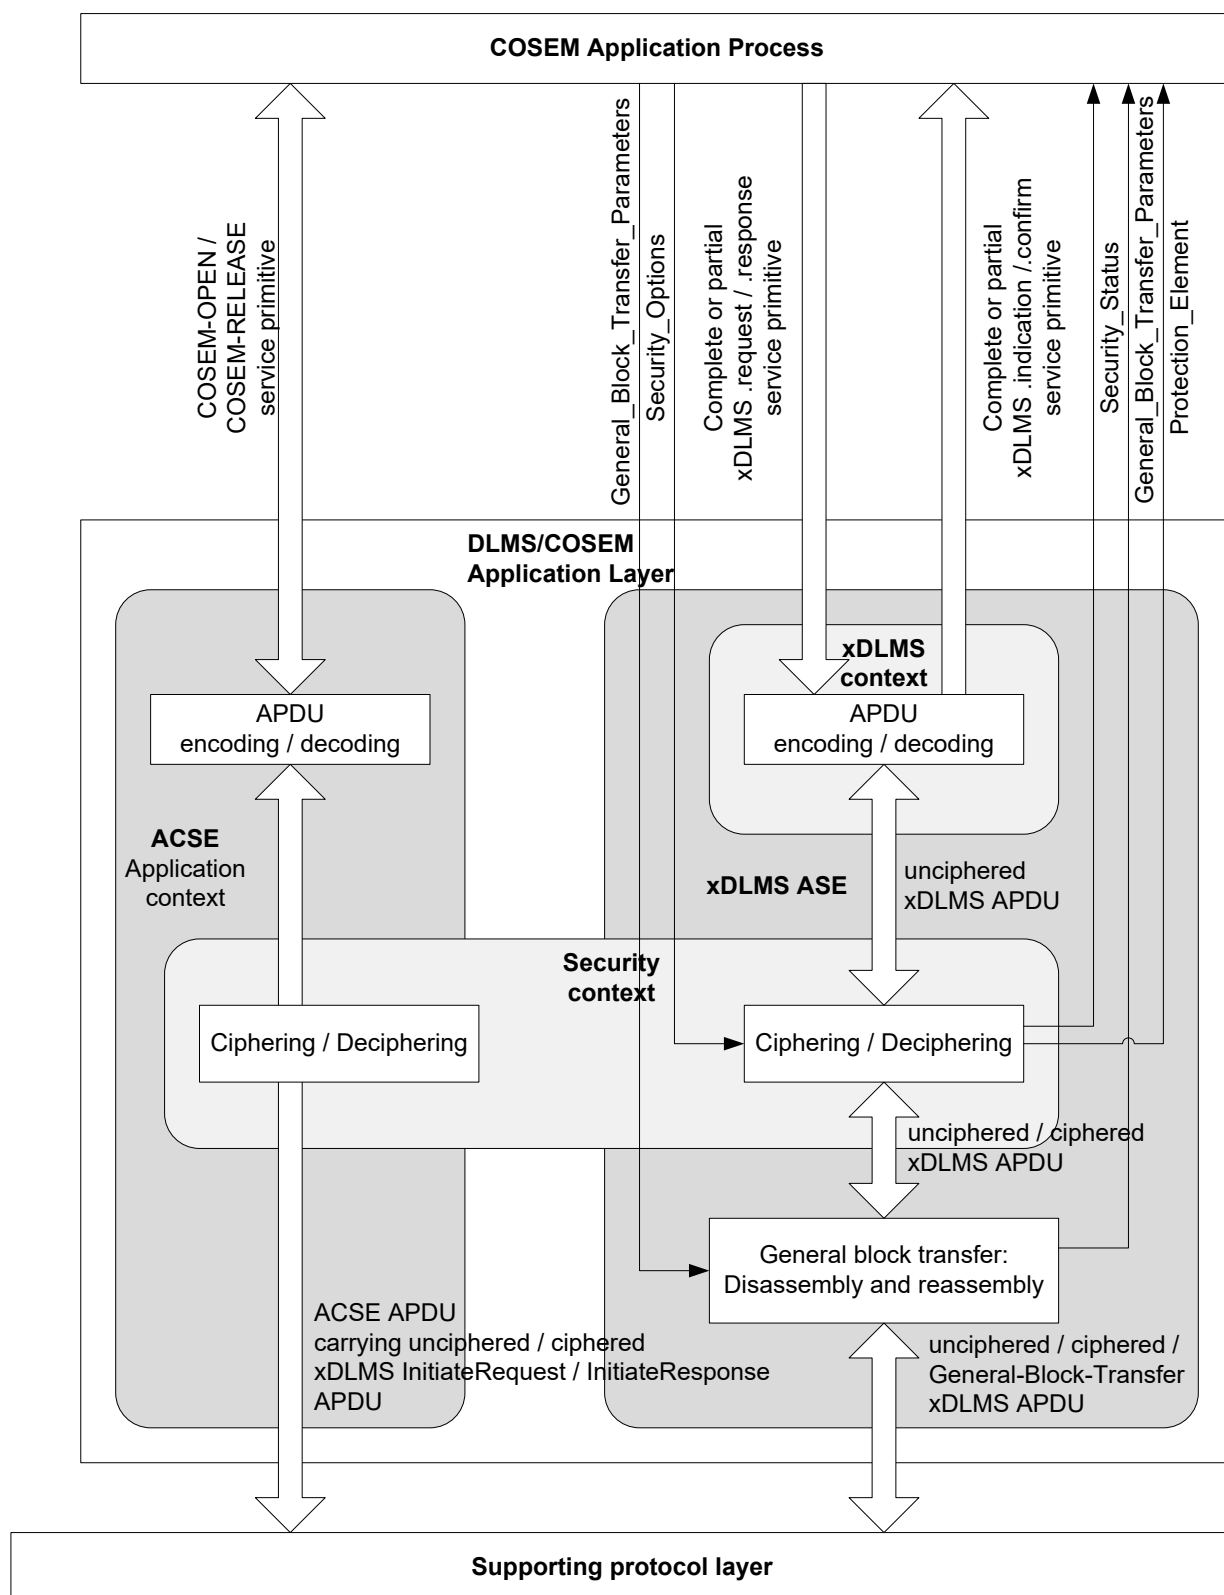 COSEM Application Process
COSEM-OPEN /
COSEM-RELEASE
service primitive
General_Block_Transfer_Parameters
Security_Options
Complete or partial
xDLMS .request / .response
service primitive
Complete or partial
xDLMS .indication /.confirm
service primitive
Security_Status
General_Block_Transfer_Parameters
Protection_Element
DLMS/COSEM
Application Layer
xDLMS
context
APDU
encoding / decoding
APDU
encoding / decoding
ACSE
Application
context
xDLMS ASE
unciphered
xDLMS APDU
Security
context
Ciphering / Deciphering
Ciphering / Deciphering
unciphered / ciphered
xDLMS APDU
General block transfer:
Disassembly and reassembly
ACSE APDU
carrying unciphered / ciphered
xDLMS InitiateRequest / InitiateResponse
APDU
unciphered / ciphered /
General-Block-Transfer
xDLMS APDU
Supporting protocol layer